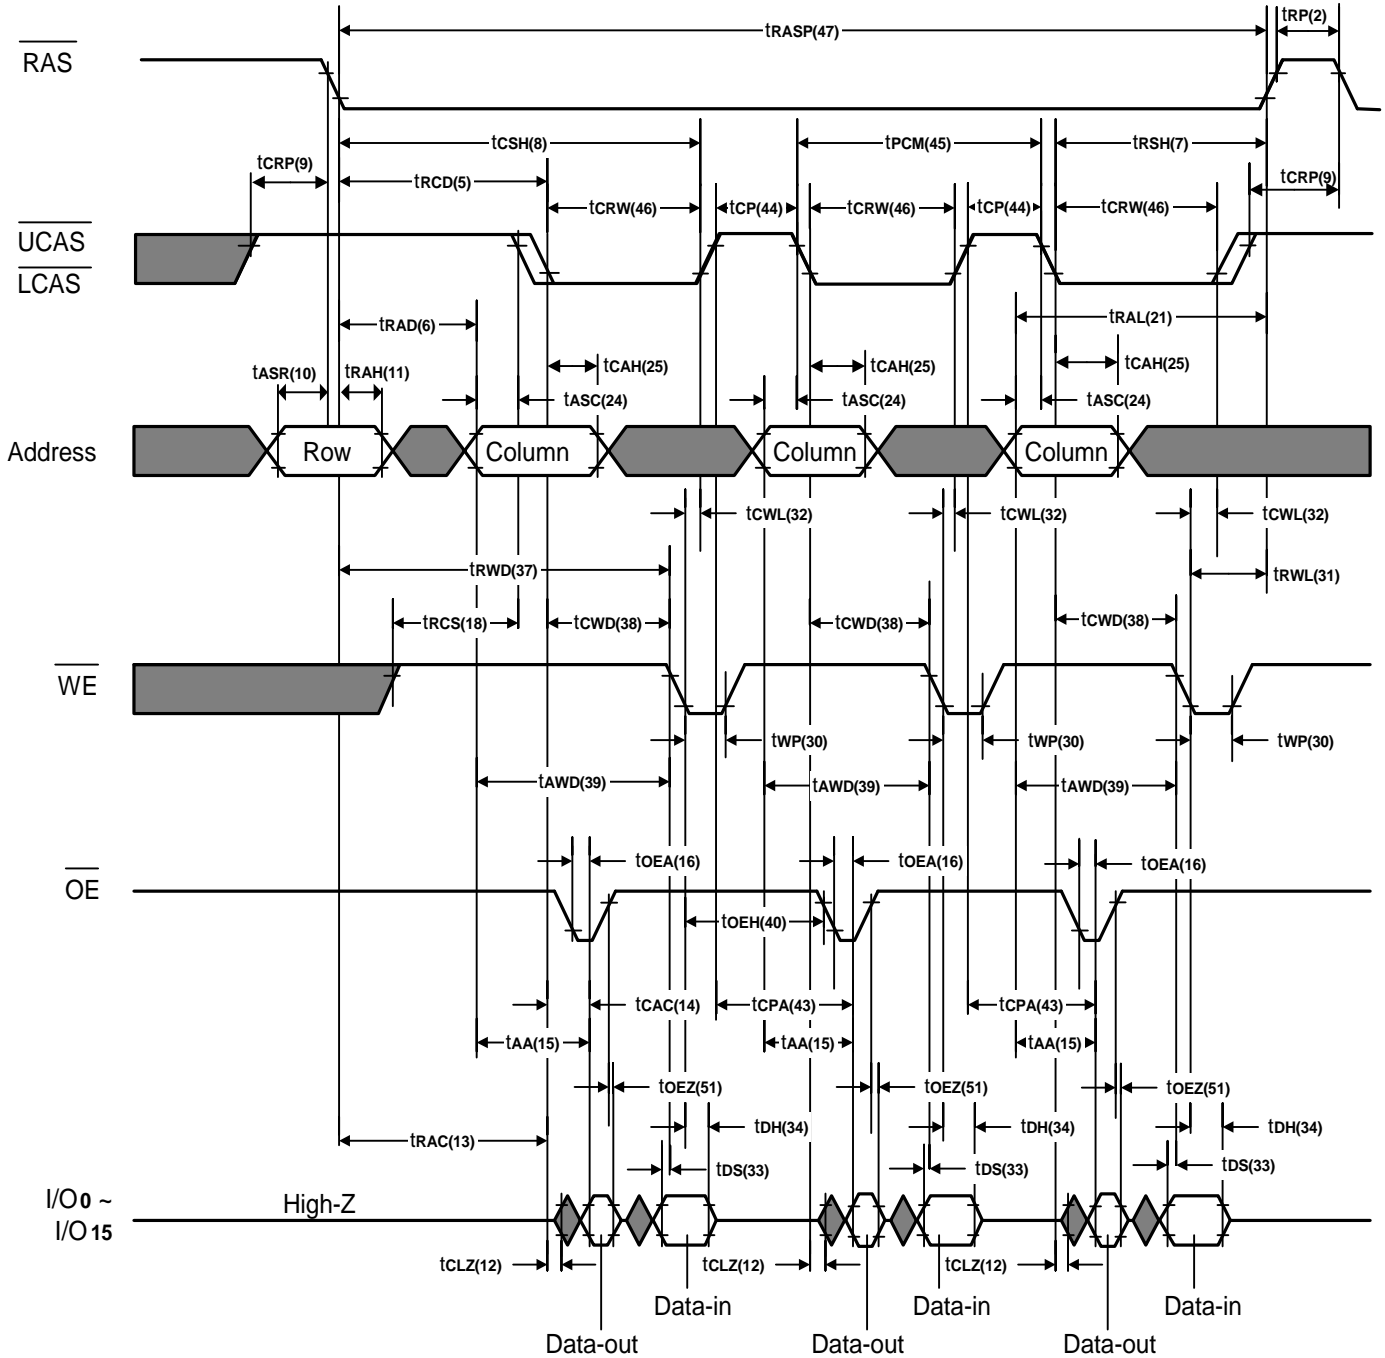 tRP(2)
tRASP(47)
RAS
tCSH(8)
tPCM(45)
tRSH(7)
tCRP(9)
tRCD(5)
tCRP(9)
tCRW(46)
tCP(44)
tCRW(46)
tCP(44)
tCRW(46)
UCAS
LCAS
tRAD(6)
tRAL(21)
tASR(10)
tRAH(11)
tCAH(25)
tCAH(25)
tCAH(25)
tASC(24)
tASC(24)
tASC(24)
Address
Row
Column
Column
Column
tCWL(32)
tCWL(32)
tCWL(32)
tRWD(37)
tRWL(31)
tRCS(18)
tCWD(38)
tCWD(38)
tCWD(38)
WE
tWP(30)
tWP(30)
tWP(30)
tAWD(39)
tAWD(39)
tAWD(39)
tOEA(16)
tOEA(16)
tOEA(16)
OE
tOEH(40)
tCAC(14)
tCPA(43)
tCPA(43)
tAA(15)
tAA(15)
tAA(15)
tOEZ(51)
tOEZ(51)
tOEZ(51)
tRAC(13)
tDH(34)
tDH(34)
tDH(34)
tDS(33)
tDS(33)
tDS(33)
I/O0 ~
I/O15
High-Z
tCLZ(12)
tCLZ(12)
tCLZ(12)
Data-in
Data-in
Data-in
Data-out
Data-out
Data-out